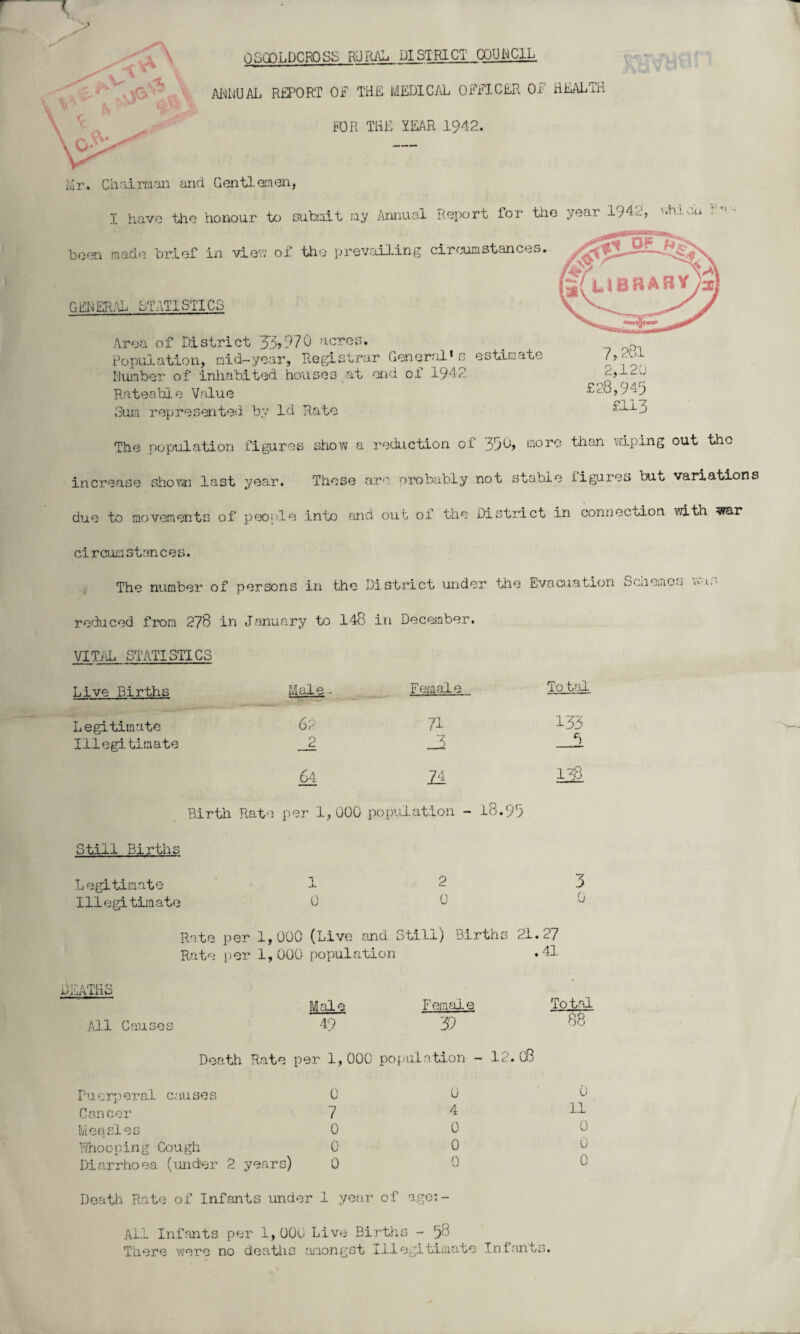 OSGOLDCROSS RURAL DISTRICT COUNCIL
ANNUAL REPORT OF THE MEDICAL OFFICER OF HEALTH
FOR THE YEAR 1942.
Mr. Chairman and Gentlemen,
I have the honour to submit my Annual Report for the year 1942, which has
been made brief in view of the prevailing circumstances.
LIBRARY
GENERAL STATISTICS
Area of District 33,970 acres.
Population, mid-year, Registrar General's estimate 7,281
Number of inhabited houses at end of 1942 2,120
Rateable Value £28,945
Sum represented by 1d Rate £113
The population figures show a reduction of 350, more than wiping out the
increase shown last year. These are probably not stable figures but variations
due to movements of people into and out of the District in connection with war
circumstances.
The number of persons in the District under the Evacuation Schemes was
reduced from 278 in January to 148 in December.
VITAL STATISTICS
Live Births Male. Female Total
Legitimate 62 71 133
Illegitimate 2 3 5
64 74 138
Birth Rate per 1,000 population - 18.95
Still Births
Legitimate 1 2 3
Illegitimate 0 0 0
Rate per 1,000 (Live and Still) Births 21.27
Rate per 1,000 population .41
DEATHS
Male Female Total
All Causes 49 39 88
Death Rate per 1,000 population - 12.08
Puerperal causes 0 0 0
Cancer 7 4 11
Measles 0 0 0
Whooping Cough 0 0 0
Diarrhoea (under 2 years) 0 0 0
Death Rate of Infants under 1 year of age:-
All Infants per 1,000 Live Births - 58
There were no deaths amongst Illegitimate Infants.